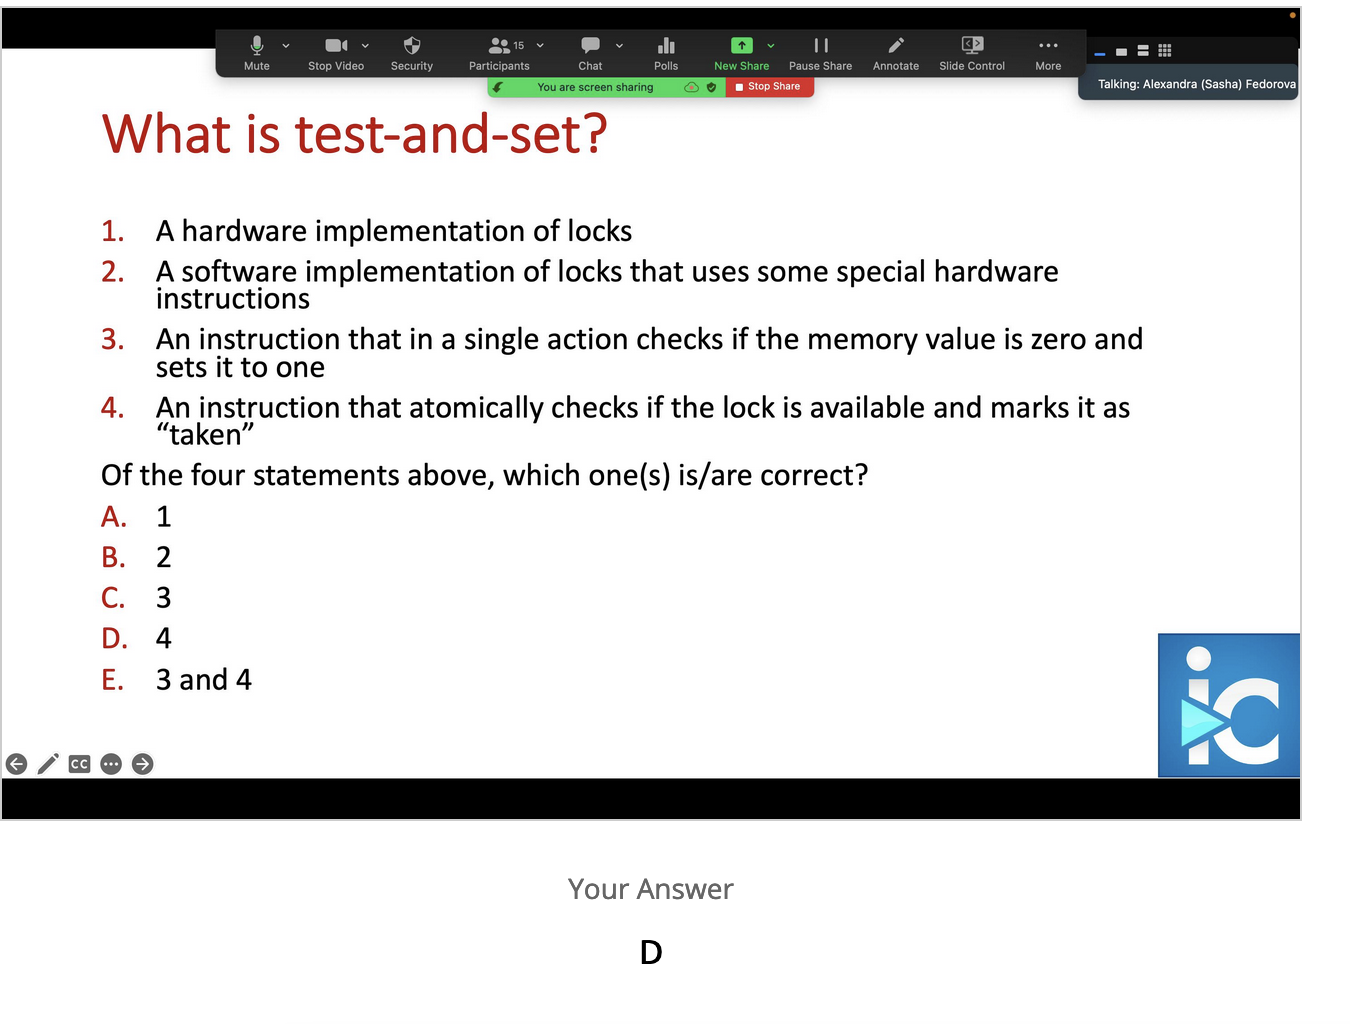 Mute
Stop Video
Security
15
Participants
Chat
Polls
New Share
Pause Share
Annotate
Slide Control
More
You are screen sharing
Stop Share
Talking: Alexandra (Sasha) Fedorova
What is test-and-set?
1. A hardware implementation of locks
2. A software implementation of locks that uses some special hardware
instructions
3. An instruction that in a single action checks if the memory value is zero and
sets it to one
4. An instruction that atomically checks if the lock is available and marks it as
“taken”
Of the four statements above, which one(s) is/are correct?
A. 1
B. 2
C. 3
D. 4
E. 3 and 4
ic
CC
Your Answer
D